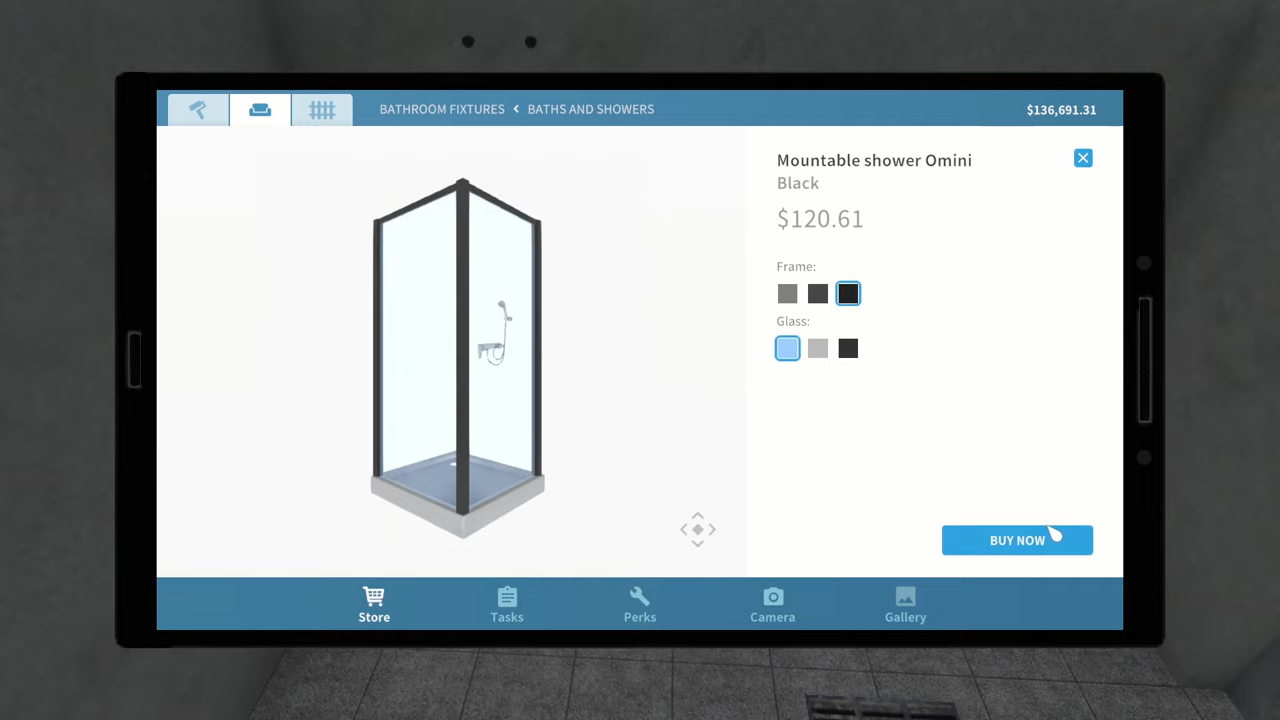 BATHROOM FIXTURES < BATHS AND SHOWERS
$136,691.31
Mountable shower Omini
Black
$120.61
Frame:
Glass:
BUY NOW
Store
Tasks
Perks
Camera
Gallery